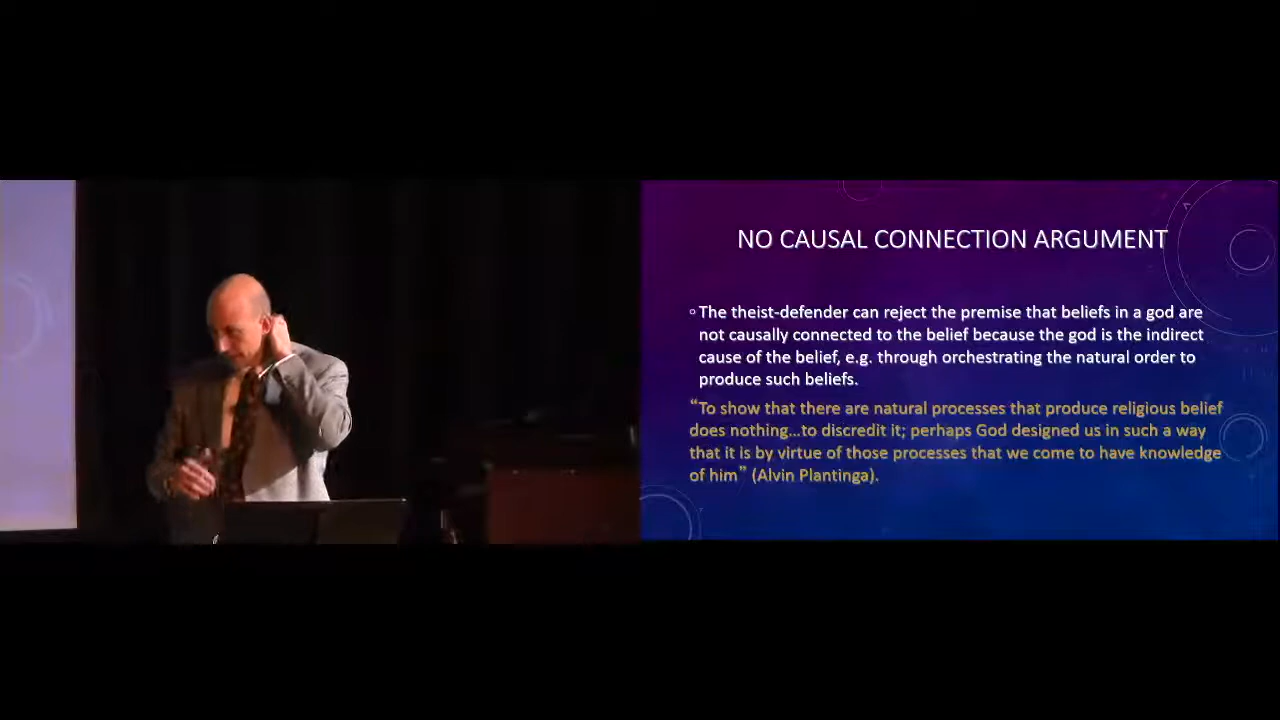 NO CAUSAL CONNECTION ARGUMENT
◦ The theist-defender can reject the premise that beliefs in a god are
not causally connected to the belief because the god is the indirect
cause of the belief, e.g. through orchestrating the natural order to
produce such beliefs.
“To show that there are natural processes that produce religious belief
does nothing…to discredit it; perhaps God designed us in such a way
that it is by virtue of those processes that we come to have knowledge
of him” (Alvin Plantinga).